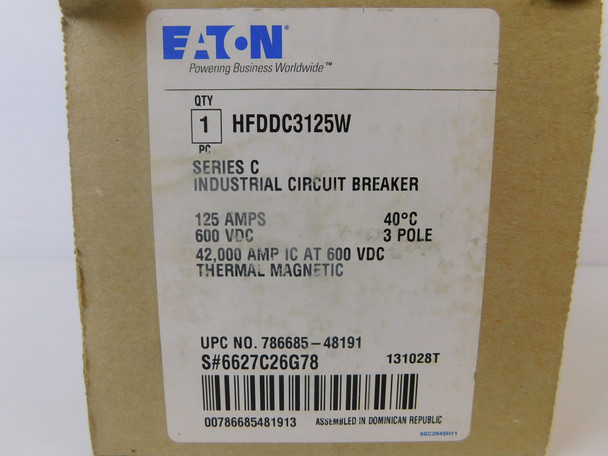 EATON
Powering Business Worldwide™
QTY
1 HFDDC3125W
PC
SERIES C
INDUSTRIAL CIRCUIT BREAKER
125 AMPS 40°C
600 VDC 3 POLE
42,000 AMP IC AT 600 VDC
THERMAL MAGNETIC
UPC NO. 786685-48191
S#6627C26G78 131028T
00786685481913 ASSEMBLED IN DOMINICAN REPUBLIC